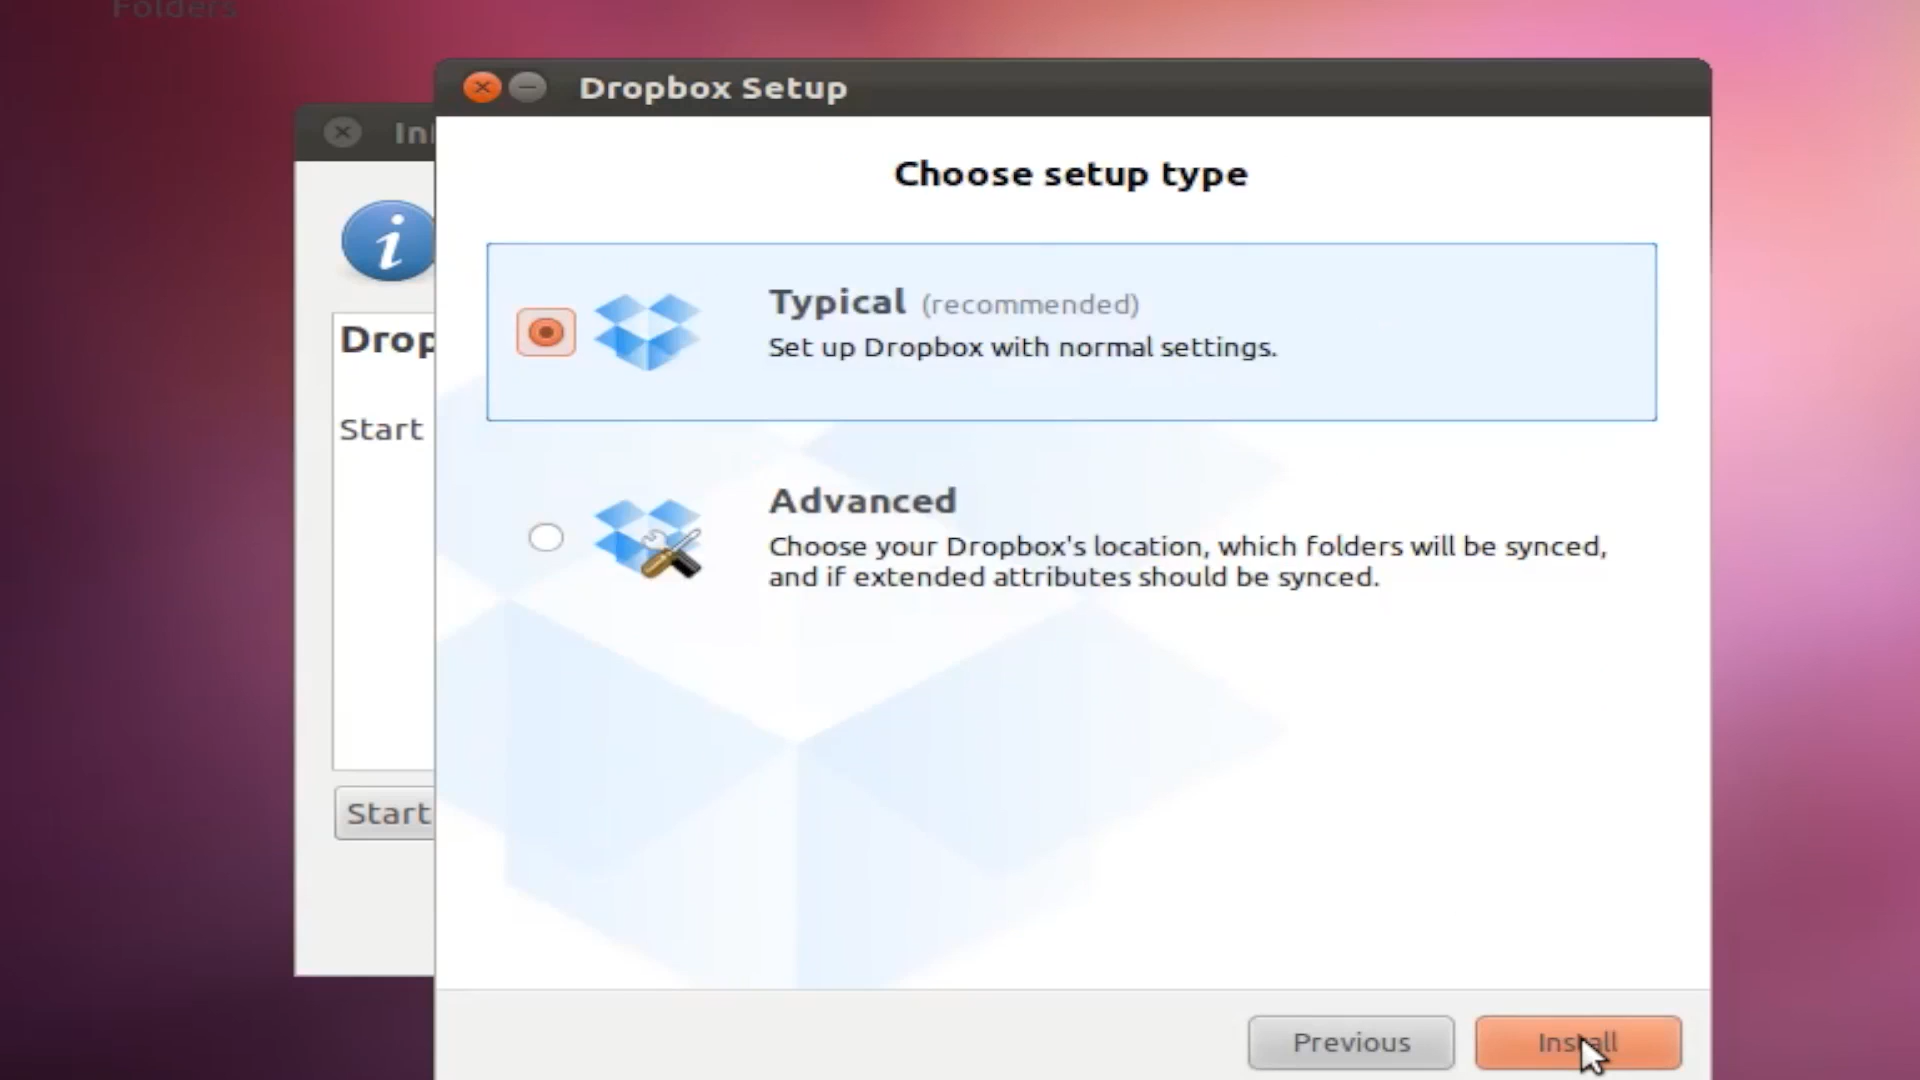 Folders
Dropbox Setup
Choose setup type
Typical (recommended)
Set up Dropbox with normal settings.
Advanced
Choose your Dropbox's location, which folders will be synced,
and if extended attributes should be synced.
Drop
Start
Start
Previous
Install